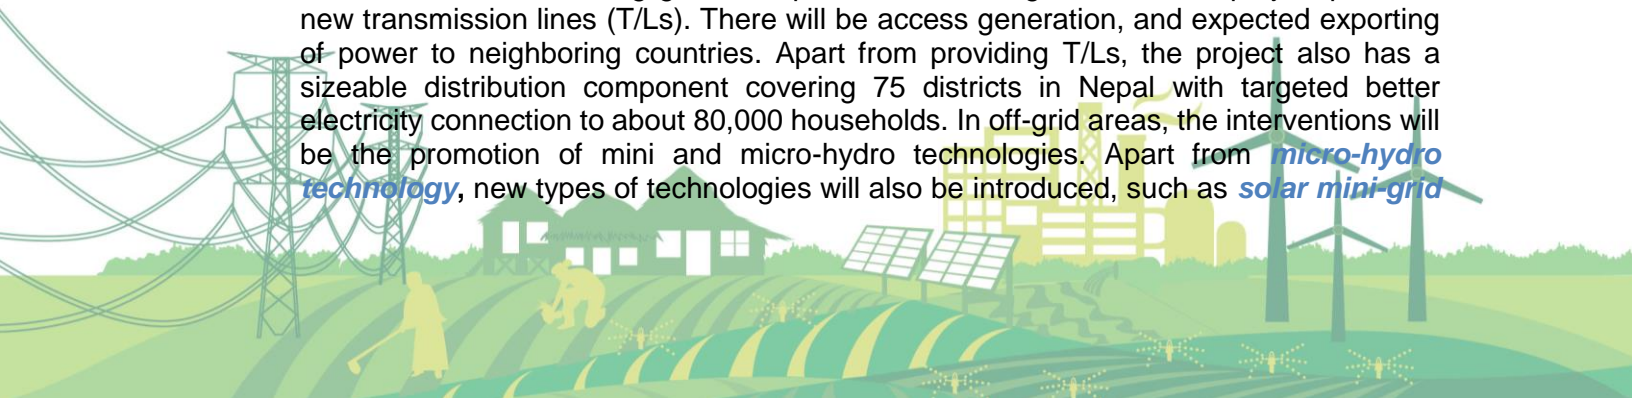 new transmission lines (T/Ls). There will be access generation, and expected exporting
of power to neighboring countries. Apart from providing T/Ls, the project also has a
sizeable distribution component covering 75 districts in Nepal with targeted better
electricity connection to about 80,000 households. In off-grid areas, the interventions will
be the promotion of mini and micro-hydro technologies. Apart from micro-hydro
technology, new types of technologies will also be introduced, such as solar mini-grid